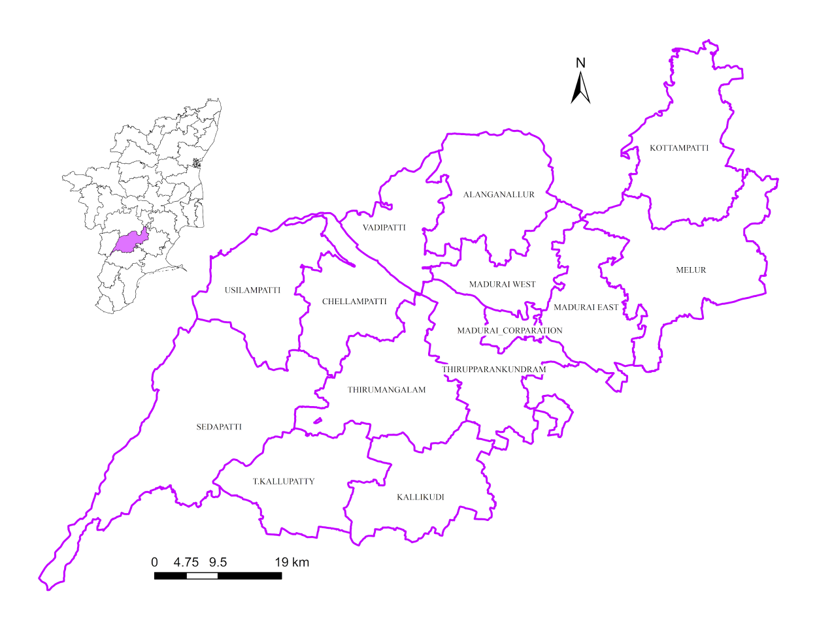 N
KOTTAMPATTI
ALANGANALLUR
VADIPATTI
MELUR
MADURAI WEST
USILAMPATTI
CHELLAMPATTI
MADURAI EAST
MADURAI_CORPARATION
THIRUPPARANKUNDRAM
THIRUMANGALAM
SEDAPATTI
T.KALLUPATTY
KALLIKUDI
0 4.75 9.5 19 km